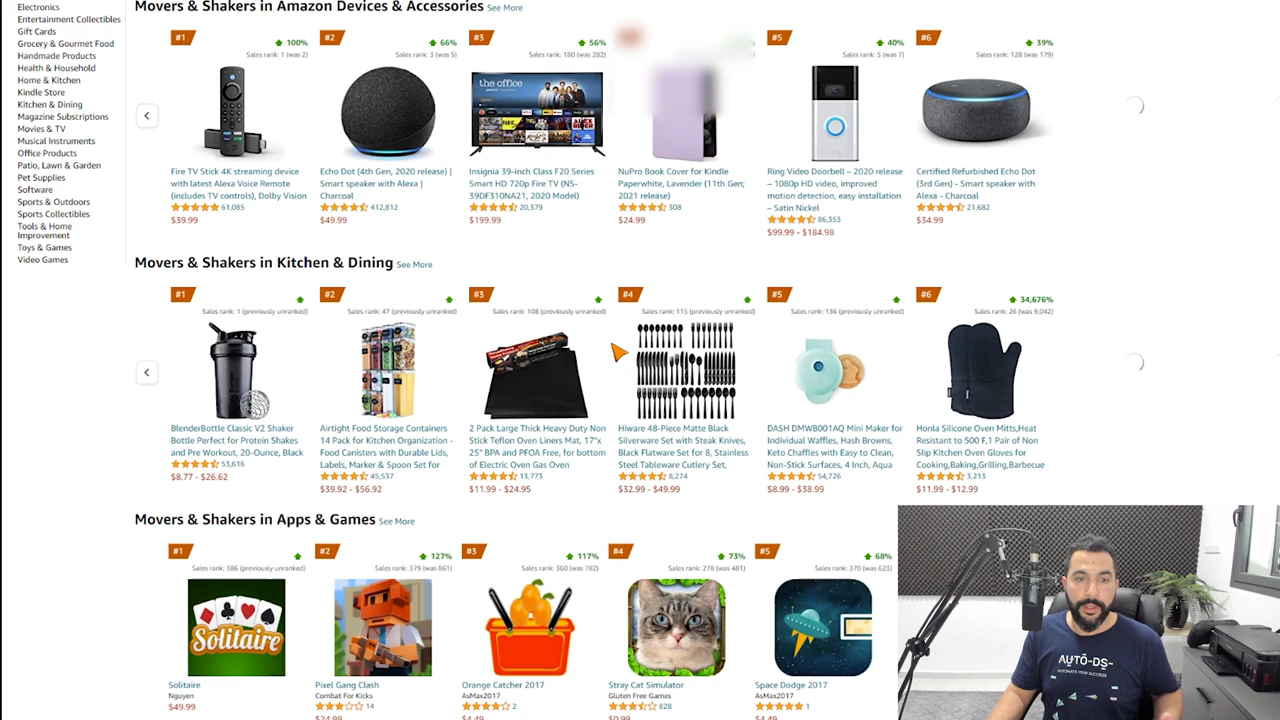 Electronics
Entertainment Collectibles
Gift Cards
Grocery & Gourmet Food
Handmade Products
Health & Household
Home & Kitchen
Kindle Store
Kitchen & Dining
Magazine Subscriptions
Movies & TV
Musical Instruments
Office Products
Patio, Lawn & Garden
Pet Supplies
Software
Sports & Outdoors
Sports Collectibles
Tools & Home
Improvement
Toys & Games
Video Games
Movers & Shakers in Amazon Devices & Accessories See More
#1
100%
Sales rank: 1 (was 2)
Fire TV Stick 4K streaming device
with latest Alexa Voice Remote
(includes TV controls), Dolby Vision
61,085
$39.99
#2
66%
Sales rank: 3 (was 5)
Echo Dot (4th Gen, 2020 release) |
Smart speaker with Alexa |
Charcoal
412,812
$49.99
#3
56%
Sales rank: 180 (was 282)
the office
Insignia 39-inch Class F20 Series
Smart HD 720p Fire TV (NS-
39DF310NA21, 2020 Model)
20,379
$199.99
NuPro Book Cover for Kindle
Paperwhite, Lavender (11th Gen;
2021 release)
308
$24.99
#5
40%
Sales rank: 5 (was 7)
Ring Video Doorbell – 2020 release
– 1080p HD video, improved
motion detection, easy installation
– Satin Nickel
86,353
$99.99 - $184.98
#6
39%
Sales rank: 128 (was 179)
Certified Refurbished Echo Dot
(3rd Gen) - Smart speaker with
Alexa - Charcoal
21,682
$34.99
Movers & Shakers in Kitchen & Dining See More
#1
Sales rank: 1 (previously unranked)
BlenderBottle Classic V2 Shaker
Bottle Perfect for Protein Shakes
and Pre Workout, 20-Ounce, Black
53,616
$8.77 - $26.62
#2
Sales rank: 47 (previously unranked)
Airtight Food Storage Containers
14 Pack for Kitchen Organization -
Food Canisters with Durable Lids,
Labels, Marker & Spoon Set for
45,537
$39.92 - $56.92
#3
Sales rank: 108 (previously unranked)
2 Pack Large Thick Heavy Duty Non
Stick Teflon Oven Liners Mat, 17"x
25" BPA and PFOA Free, for bottom
of Electric Oven Gas Oven
13,773
$11.99 - $24.95
#4
Sales rank: 115 (previously unranked)
Hiware 48-Piece Matte Black
Silverware Set with Steak Knives,
Black Flatware Set for 8, Stainless
Steel Tableware Cutlery Set,
8,274
$32.99 - $49.99
#5
Sales rank: 136 (previously unranked)
DASH DMWB001AQ Mini Maker for
Individual Waffles, Hash Browns,
Keto Chaffles with Easy to Clean,
Non-Stick Surfaces, 4 Inch, Aqua
54,726
$8.99 - $38.99
#6
34,676%
Sales rank: 26 (was 9,042)
Honla Silicone Oven Mitts,Heat
Resistant to 500 F,1 Pair of Non
Slip Kitchen Oven Gloves for
Cooking,Baking,Grilling,Barbecue
3,213
$11.99 - $12.99
Movers & Shakers in Apps & Games See More
#1
Sales rank: 386 (previously unranked)
Solitaire
Solitaire
Nguyen
$49.99
#2
127%
Sales rank: 379 (was 861)
Pixel Gang Clash
Combat For Kicks
14
$24.99
#3
117%
Sales rank: 360 (was 782)
Orange Catcher 2017
AsMax2017
2
$4.49
#4
73%
Sales rank: 278 (was 481)
Stray Cat Simulator
Gluten Free Games
828
$0.99
#5
68%
Sales rank: 370 (was 623)
Space Dodge 2017
AsMax2017
1
$4.49
AUTO-DS-
AUTOMATE YOUR SUCCESS